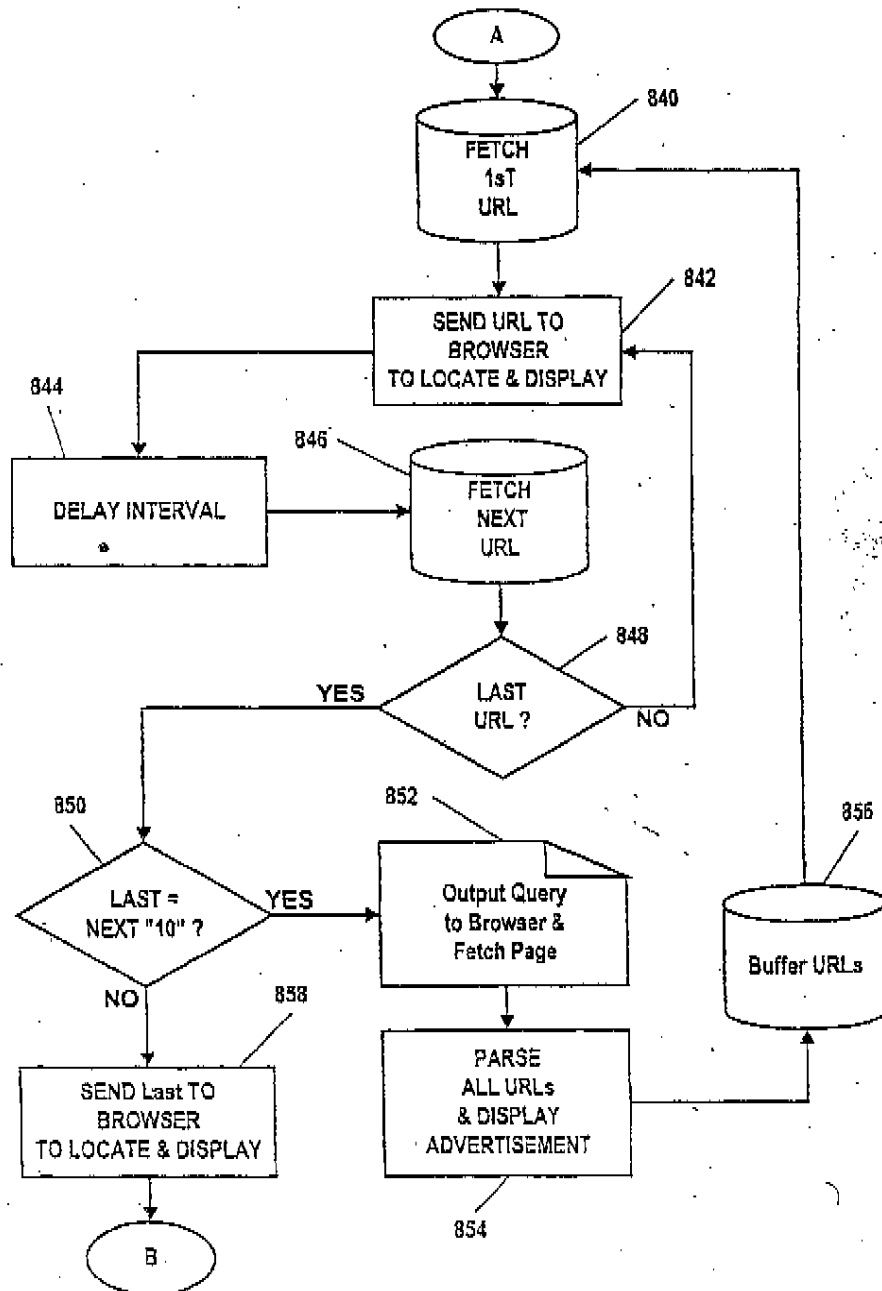 A
840
FETCH
1sT
URL
842
SEND URL TO
BROWSER
TO LOCATE & DISPLAY
844
846
DELAY INTERVAL
FETCH
NEXT
URL
848
YES
LAST
URL ?
NO
850
852
856
LAST =
NEXT "10" ?
YES
Output Query
to Browser &
Fetch Page
Buffer URLs
NO
858
SEND Last TO
BROWSER
TO LOCATE & DISPLAY
PARSE
ALL URLs
& DISPLAY
ADVERTISEMENT
854
B